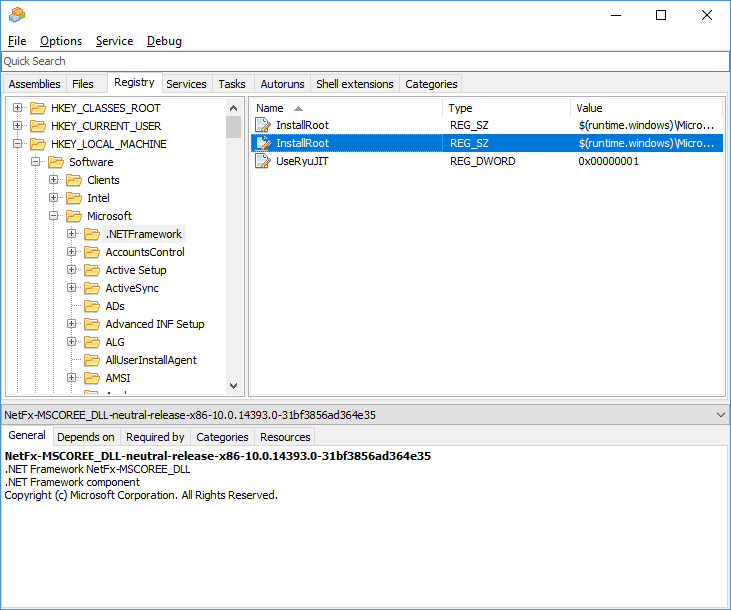 File Options Service Debug
Quick Search
Assemblies Files Registry Services Tasks Autoruns Shell extensions Categories
HKEY_CLASSES_ROOT
HKEY_CURRENT_USER
HKEY_LOCAL_MACHINE
Software
Clients
Intel
Microsoft
.NETFramework
AccountsControl
Active Setup
ActiveSync
ADs
Advanced INF Setup
ALG
AllUserInstallAgent
AMSI
Name Type Value
InstallRoot REG_SZ $(runtime.windows)\Micro...
InstallRoot REG_SZ $(runtime.windows)\Micro...
UseRyuJIT REG_DWORD 0x00000001
NetFx-MSCOREE_DLL-neutral-release-x86-10.0.14393.0-31bf3856ad364e35
General Depends on Required by Categories Resources
NetFx-MSCOREE_DLL-neutral-release-x86-10.0.14393.0-31bf3856ad364e35
.NET Framework NetFx-MSCOREE_DLL
.NET Framework component
Copyright (c) Microsoft Corporation. All Rights Reserved.